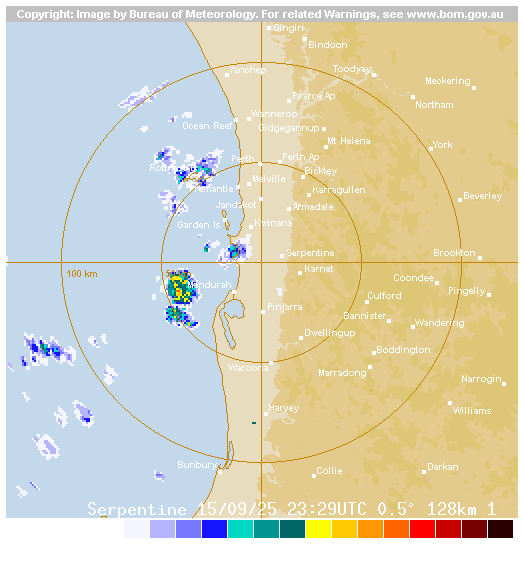 Copyright: Image by Bureau of Meteorology. For related Warnings, see www.bom.gov.au
Gingin
Bindoon
Yanchep
Toodyay
Meckering
Pearce Ap
Northam
Wanneroo
Ocean Reef
Gidgegannup
Mt Helena
York
Perth
Perth Ap
Bickley
Melville
Karragullen
Beverley
Jandakot
Armadale
Garden Is
Kwinana
Serpentine
Brookton
100 km
Karnet
Coondee
Mandurah
Pingelly
Culford
Pinjarra
Bannister
Wandering
Dwellingup
Boddington
Waroona
Marradong
Narrogin
Harvey
Williams
Bunbury
Collie
Darkan
Serpentine 15/09/25 23:29UTC 0.5° 128km 1